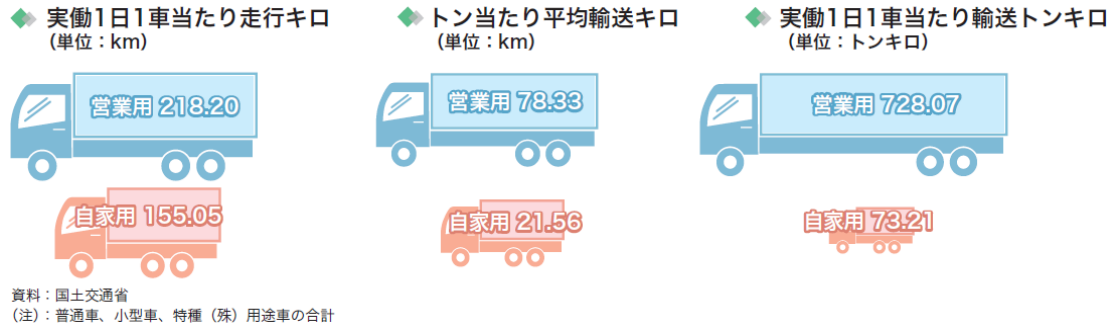 実働1日1車当たり走行キロ
（単位：km）
営業用 218.20
自家用 155.05
トン当たり平均輸送キロ
（単位：km）
営業用 78.33
自家用 21.56
実働1日1車当たり輸送トンキロ
（単位：トンキロ）
営業用 728.07
自家用 73.21
資料：国土交通省
（注）：普通車、小型車、特種（殊）用途車の合計